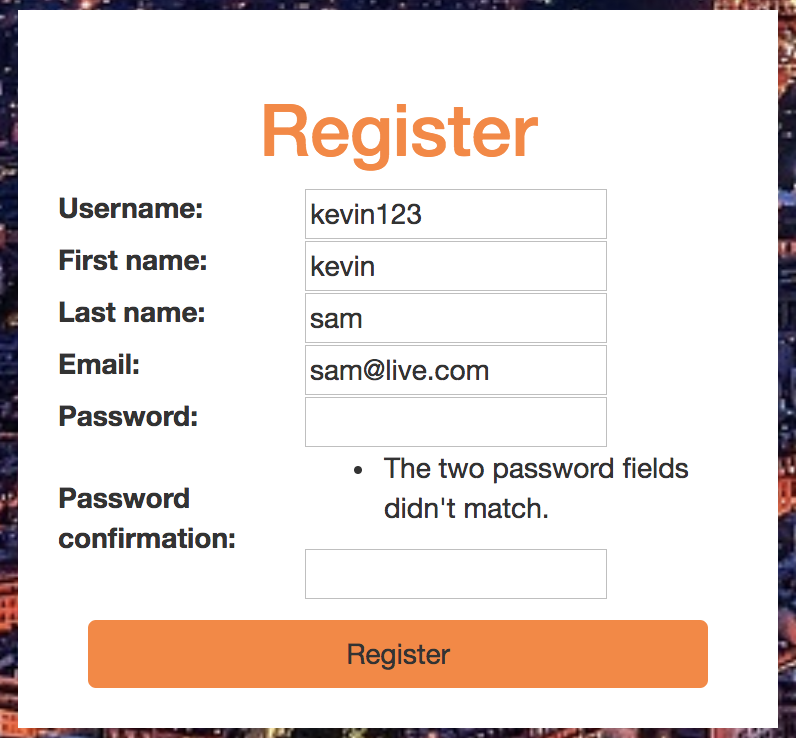 Register
Username: kevin123
First name: kevin
Last name: sam
Email: sam@live.com
Password:
• The two password fields
didn't match.
Password
confirmation:
Register